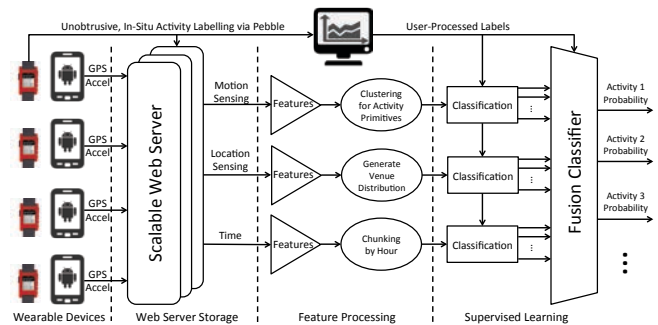 Unobtrusive, In-Situ Activity Labelling via Pebble
User-Processed Labels
GPS
Accel
GPS
Accel
GPS
Accel
GPS
Accel
Scalable Web Server
Motion
Sensing
Location
Sensing
Time
Features
Features
Features
Clustering
for Activity
Primitives
Generate
Venue
Distribution
Chunking
by Hour
Classification
Classification
Classification
Fusion Classifier
Activity 1
Probability
Activity 2
Probability
Activity 3
Probability
Wearable Devices
Web Server Storage
Feature Processing
Supervised Learning